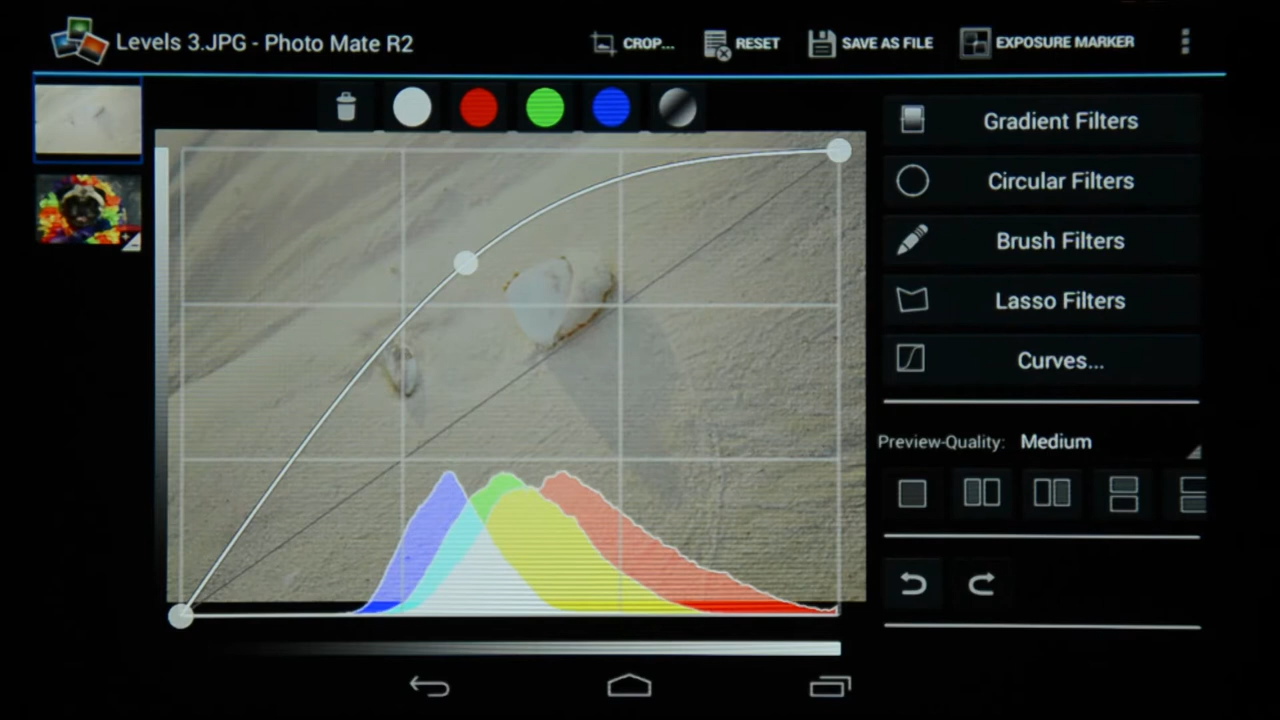 Levels 3.JPG - Photo Mate R2
CROP...
RESET
SAVE AS FILE
EXPOSURE MARKER
Gradient Filters
Circular Filters
Brush Filters
Lasso Filters
Curves...
Preview-Quality: Medium